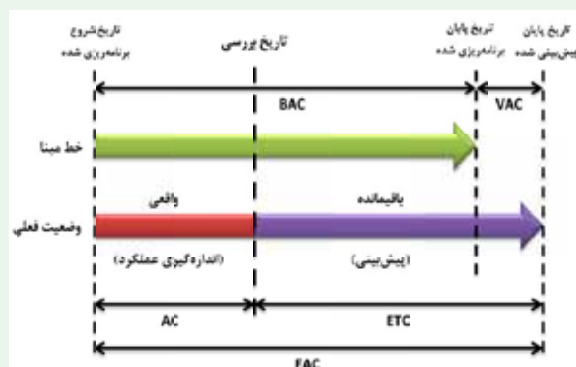 تاریخ شروع
برنامه‌ریزی شده
تاریخ بررسی
تاریخ پایان
برنامه‌ریزی شده
تاریخ پایان
پیش‌بینی شده
BAC
VAC
خط مبنا
واقعی
باقیمانده
وضعیت فعلی
(اندازه‌گیری عملکرد)
(پیش‌بینی)
AC
ETC
EAC